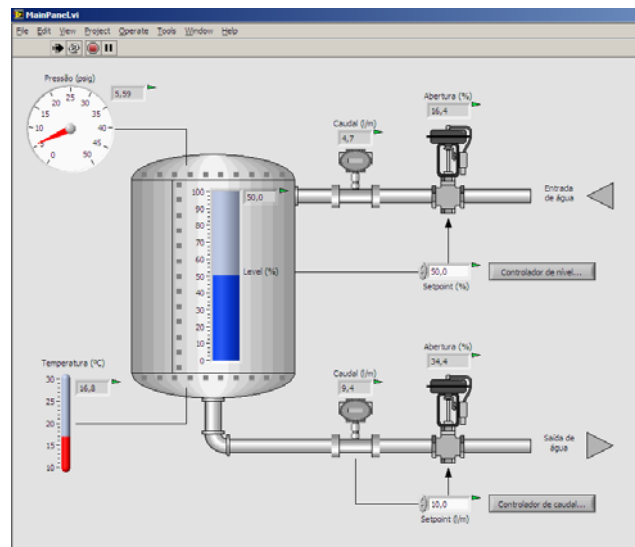 MainPanel.vi
File Edit View Project Operate Tools Window Help
Pressão (psig)
5,59
0 5 10 15 20 25 30 35 40 45 50
Abertura (%)
16,4
Caudal (l/m)
4,7
Entrada
de água
100
90
80
70
60
50
40
30
20
10
0
50,0
Level (%)
50,0
Setpoint (%)
Controlador de nível...
Temperatura (ºC)
16,8
30
25
20
15
10
Abertura (%)
34,4
Caudal (l/m)
9,4
Saída de
água
10,0
Setpoint (l/m)
Controlador de caudal...